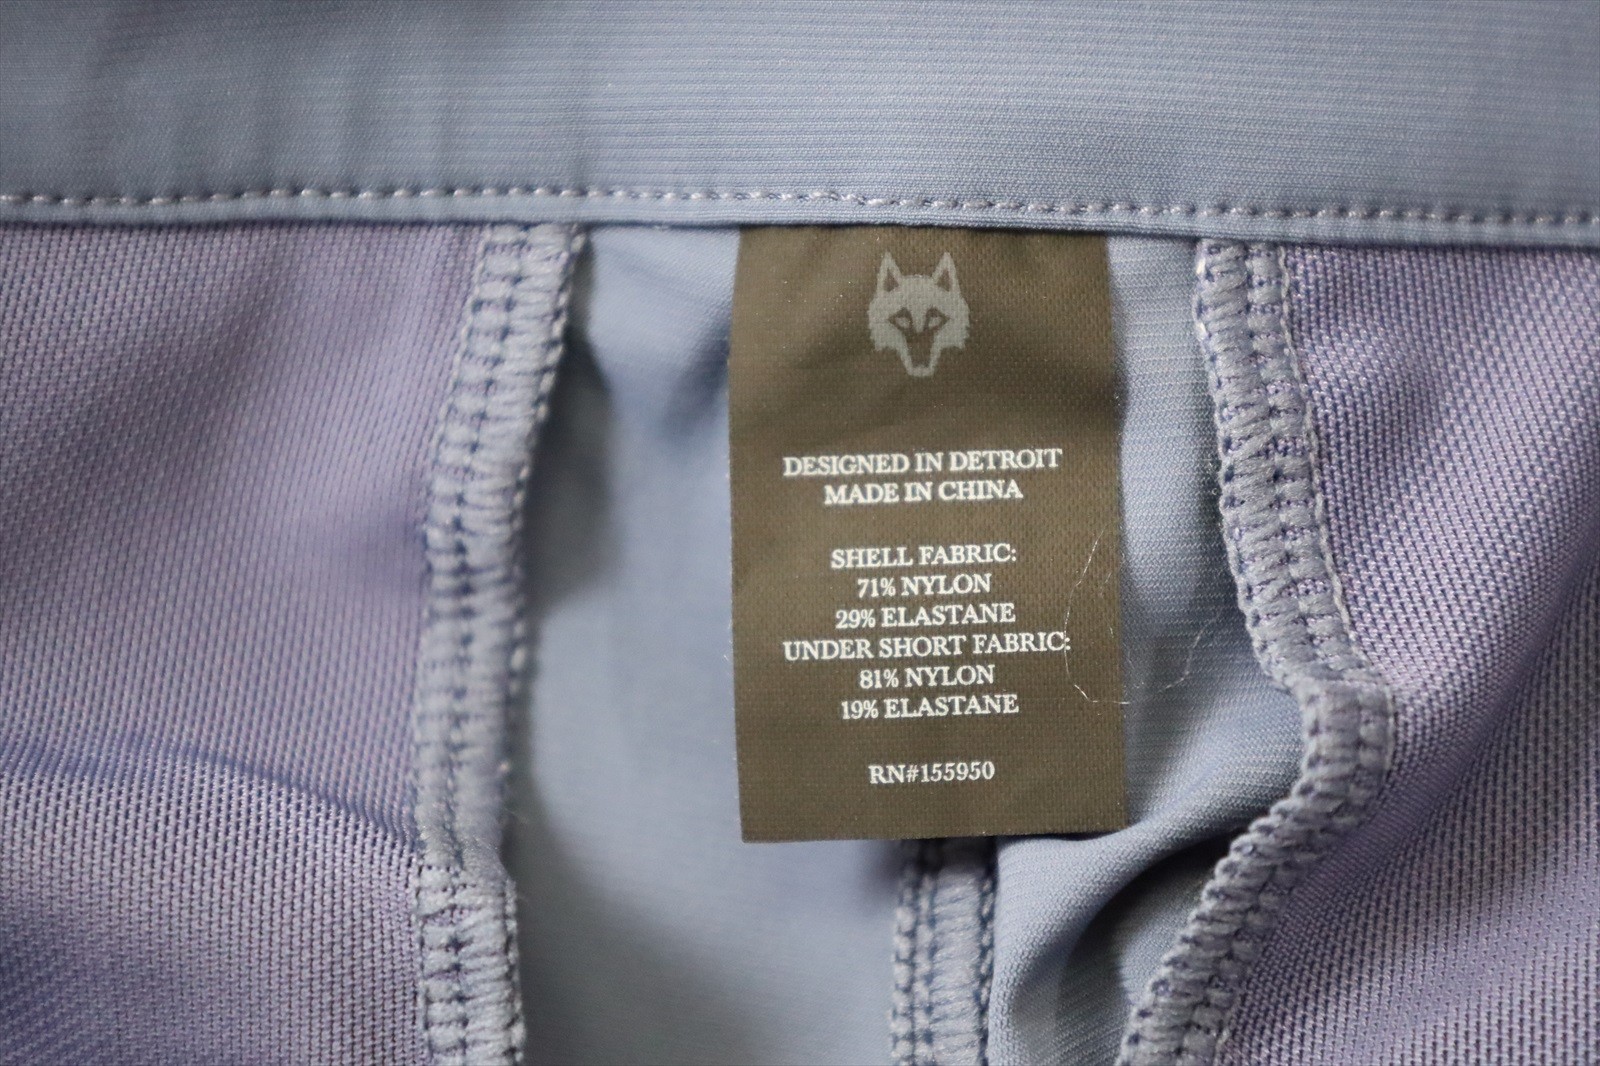 DESIGNED IN DETROIT
MADE IN CHINA
SHELL FABRIC:
71% NYLON
29% ELASTANE
UNDER SHORT FABRIC:
81% NYLON
19% ELASTANE
RN#155950